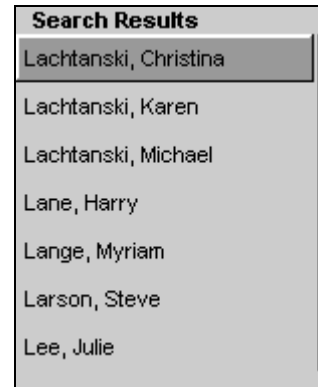 Search Results
Lachtanski, Christina
Lachtanski, Karen
Lachtanski, Michael
Lane, Harry
Lange, Myriam
Larson, Steve
Lee, Julie